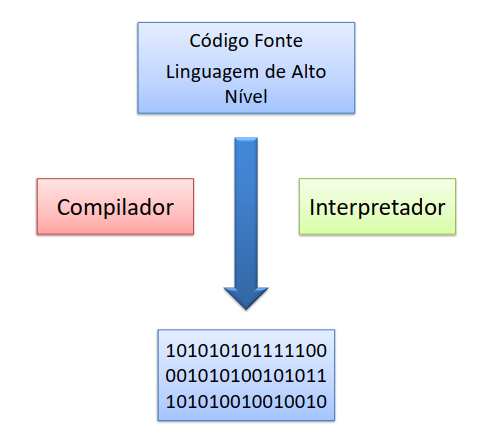 Código Fonte
Linguagem de Alto
Nível
Compilador
Interpretador
101010101111100
001010100101011
101010010010010